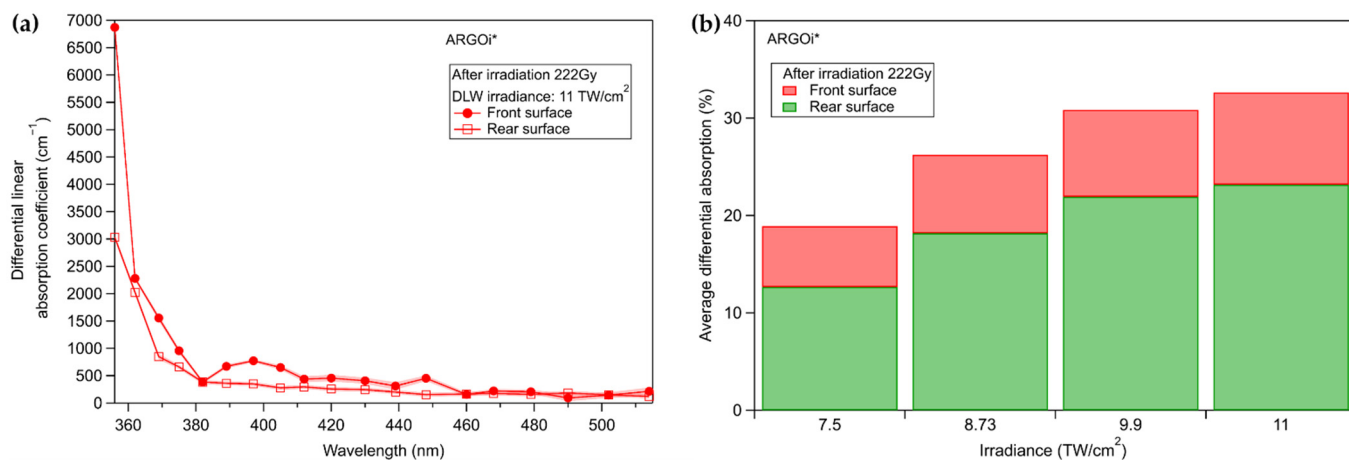 (a)
ARGOi*
After irradiation 222Gy
DLW irradiance: 11 TW/cm²
Front surface
Rear surface
Differential linear
absorption coefficient (cm⁻¹)
7000
6500
6000
5500
5000
4500
4000
3500
3000
2500
2000
1500
1000
500
0
360
380
400
420
440
460
480
500
Wavelength (nm)
(b)
ARGOi*
After irradiation 222Gy
Front surface
Rear surface
Average differential absorption (%)
40
30
20
10
0
7.5
8.73
9.9
11
Irradiance (TW/cm²)